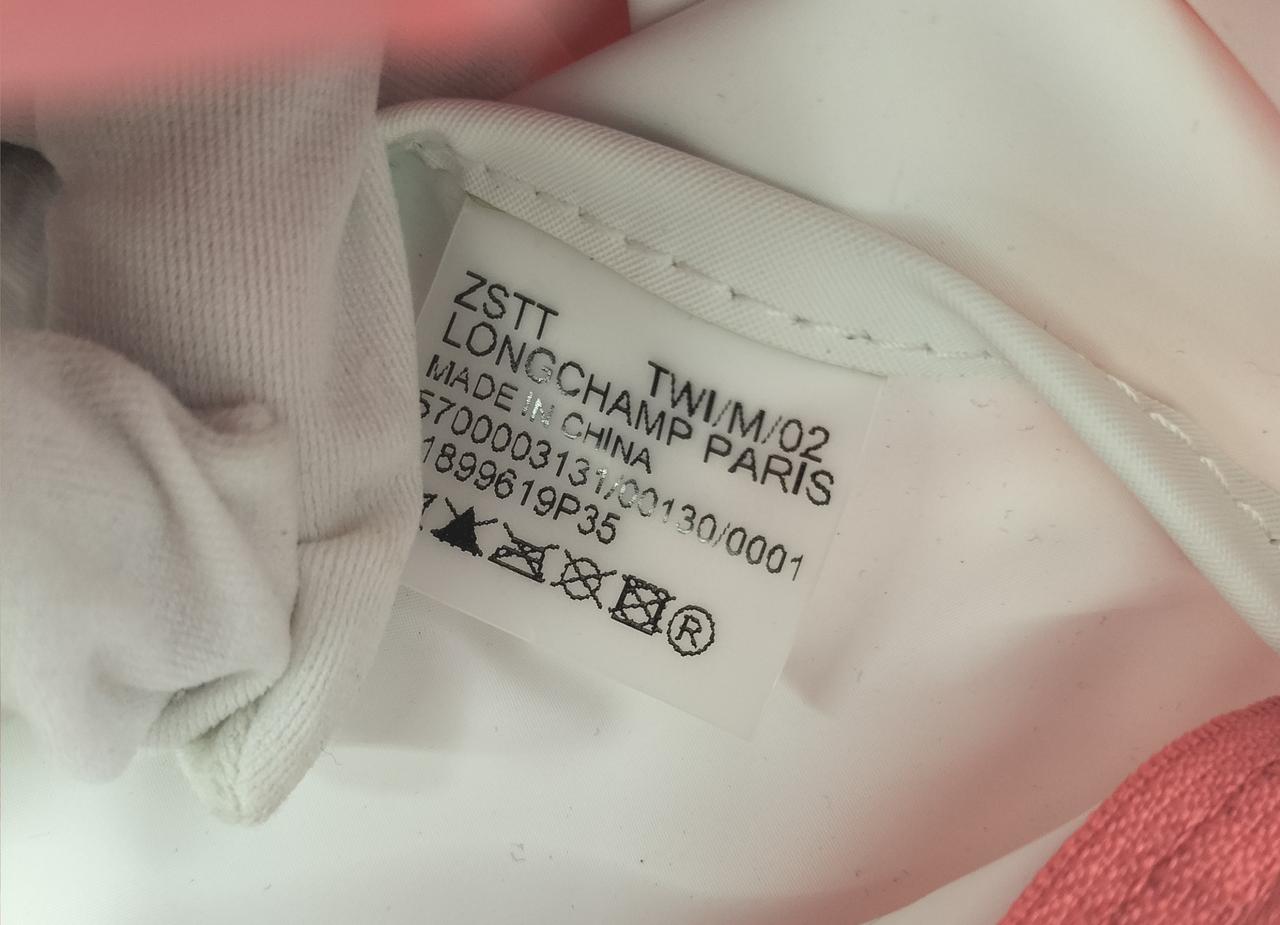 ZSTT TWI/M/02
LONGCHAMP PARIS
MADE IN CHINA
5700003131/00130/0001
1899619P35
®